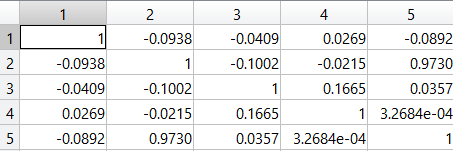 1 2 3 4 5
1 1 -0.0938 -0.0409 0.0269 -0.0892
2 -0.0938 1 -0.1002 -0.0215 0.9730
3 -0.0409 -0.1002 1 0.1665 0.0357
4 0.0269 -0.0215 0.1665 1 3.2684e-04
5 -0.0892 0.9730 0.0357 3.2684e-04 1